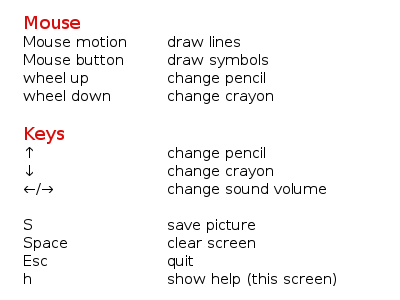 Mouse
Mouse motion draw lines
Mouse button draw symbols
wheel up change pencil
wheel down change crayon
Keys
↑ change pencil
↓ change crayon
←/→ change sound volume
S save picture
Space clear screen
Esc quit
h show help (this screen)